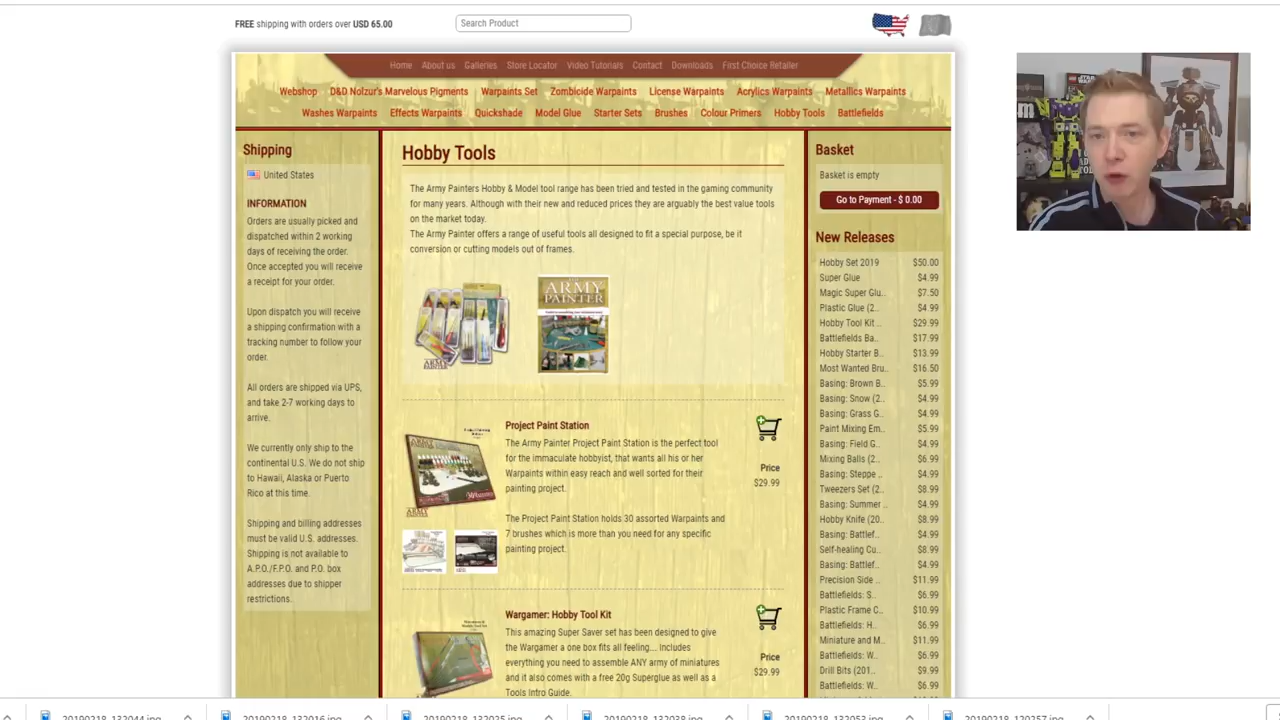 FREE shipping with orders over USD 65.00
Search Product
Home About us Galleries Store Locator Video Tutorials Contact Downloads First Choice Retailer
Webshop D&D Nolzur's Marvelous Pigments Warpaints Set Zombicide Warpaints License Warpaints Acrylics Warpaints Metallics Warpaints
Washes Warpaints Effects Warpaints Quickshade Model Glue Starter Sets Brushes Colour Primers Hobby Tools Battlefields
Shipping
United States
INFORMATION
Orders are usually picked and
dispatched within 2 working
days of receiving the order.
Once accepted you will receive
a receipt for your order.
Upon dispatch you will receive
a shipping confirmation with a
tracking number to follow your
order.
All orders are shipped via UPS,
and take 2-7 working days to
arrive.
We currently only ship to the
continental U.S. We do not ship
to Hawaii, Alaska or Puerto
Rico at this time.
Shipping and billing addresses
must be valid U.S. addresses.
Shipping is not available to
A.P.O./F.P.O. and P.O. box
addresses due to shipper
restrictions.
Hobby Tools
The Army Painters Hobby & Model tool range has been tried and tested in the gaming community
for many years. Although with their new and reduced prices they are arguably the best value tools
on the market today.
The Army Painter offers a range of useful tools all designed to fit a special purpose, be it
conversion or cutting models out of frames.
ARMY
PAINTER
Project Paint Station
The Army Painter Project Paint Station is the perfect tool
for the immaculate hobbyist, that wants all his or her
Warpaints within easy reach and well sorted for their
painting project.
The Project Paint Station holds 30 assorted Warpaints and
7 brushes which is more than you need for any specific
painting project.
Price
$29.99
Wargamer: Hobby Tool Kit
This amazing Super Saver set has been designed to give
the Wargamer a one box fits all feeling... Includes
everything you need to assemble ANY army of miniatures
and it also comes with a free 20g Superglue as well as a
Tools Intro Guide.
Price
$29.99
Basket
Basket is empty
Go to Payment - $ 0.00
New Releases
Hobby Set 2019 $50.00
Super Glue $4.99
Magic Super Glu.. $7.50
Plastic Glue (2.. $4.99
Hobby Tool Kit .. $29.99
Battlefields Ba.. $17.99
Hobby Starter B.. $13.99
Most Wanted Bru.. $16.50
Basing: Brown B.. $5.99
Basing: Snow (2.. $4.99
Basing: Grass G.. $4.99
Paint Mixing Em.. $5.99
Basing: Field G.. $4.99
Mixing Balls (2.. $6.99
Basing: Steppe .. $4.99
Tweezers Set (2.. $8.99
Basing: Summer .. $4.99
Hobby Knife (20.. $8.99
Basing: Battlef.. $4.99
Self-healing Cu.. $8.99
Basing: Battlef.. $4.99
Precision Side .. $11.99
Battlefields: S.. $6.99
Plastic Frame C.. $10.99
Battlefields: H.. $6.99
Miniature and M.. $11.99
Battlefields: W.. $6.99
Drill Bits (201.. $9.99
Battlefields: W.. $6.99
20190218_132044.jpg 20190218_132016.jpg 20190218_132025.jpg 20190218_132038.jpg 20190218_132053.jpg 20190218_120257.jpg